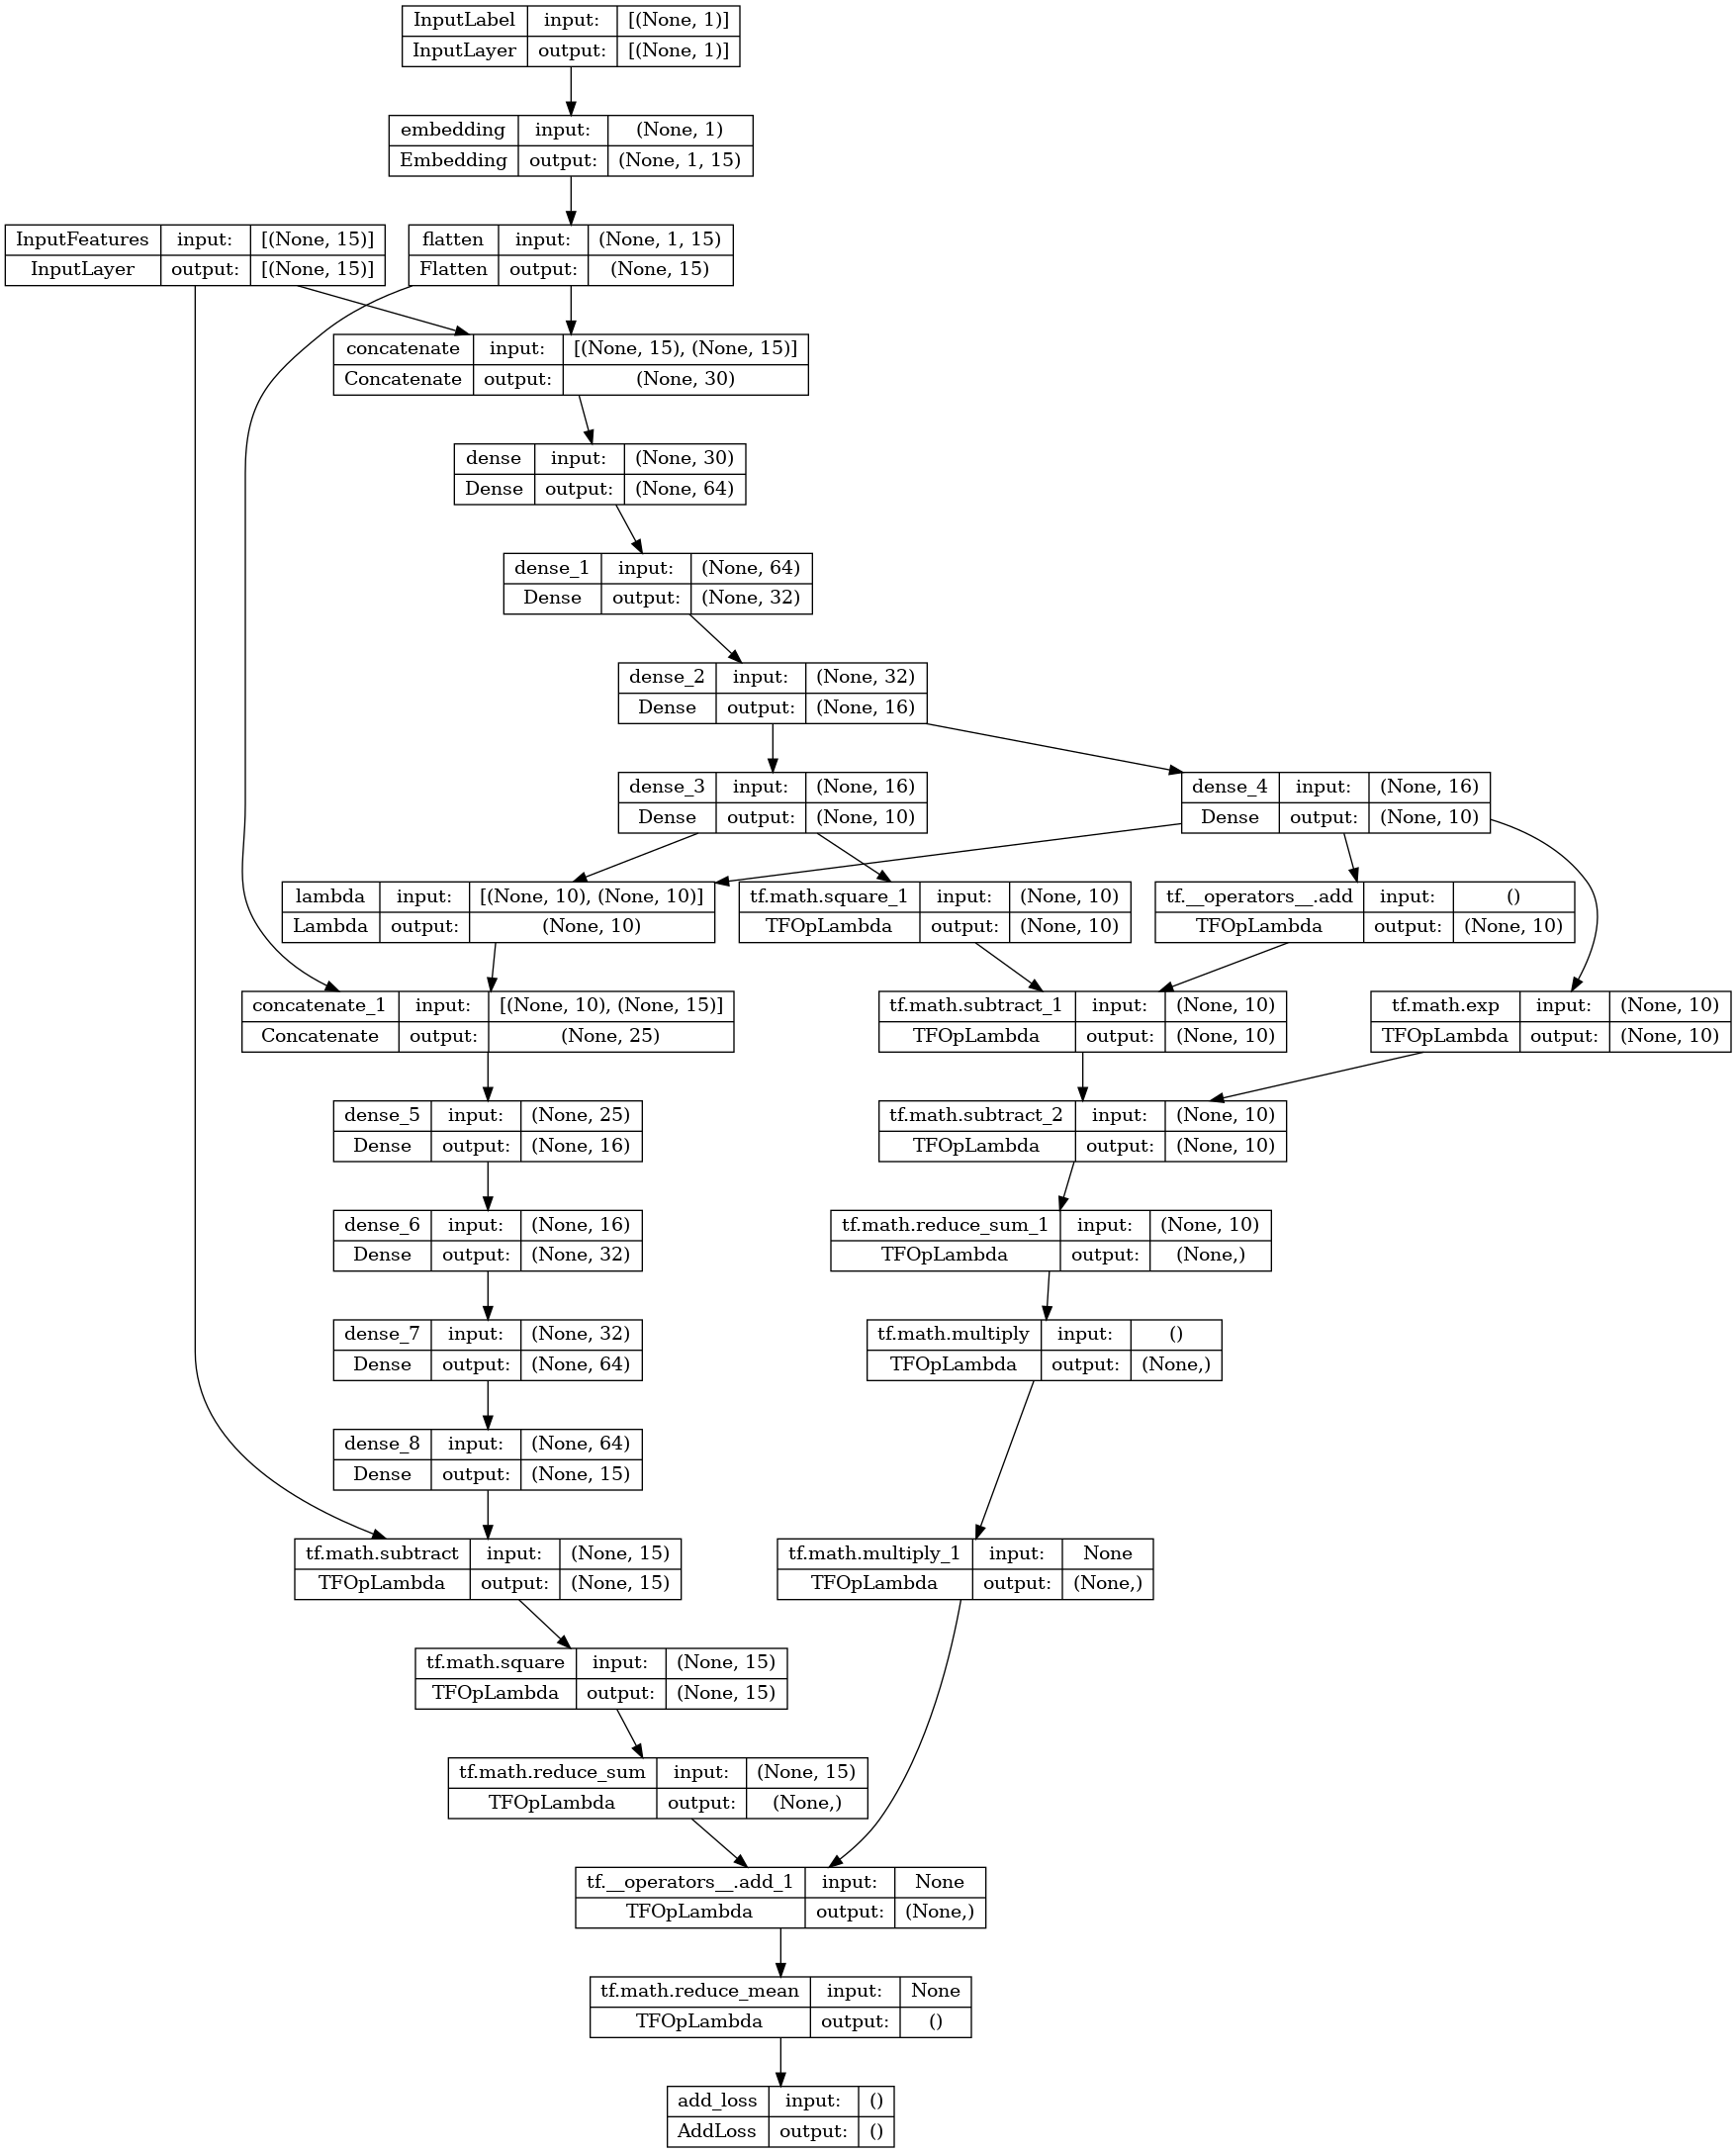 InputLabel input: [(None, 1)]
InputLayer output: [(None, 1)]
embedding input: (None, 1)
Embedding output: (None, 1, 15)
InputFeatures input: [(None, 15)]
InputLayer output: [(None, 15)]
flatten input: (None, 1, 15)
Flatten output: (None, 15)
concatenate input: [(None, 15), (None, 15)]
Concatenate output: (None, 30)
dense input: (None, 30)
Dense output: (None, 64)
dense_1 input: (None, 64)
Dense output: (None, 32)
dense_2 input: (None, 32)
Dense output: (None, 16)
dense_3 input: (None, 16)
Dense output: (None, 10)
dense_4 input: (None, 16)
Dense output: (None, 10)
lambda input: [(None, 10), (None, 10)]
Lambda output: (None, 10)
tf.math.square_1 input: (None, 10)
TFOpLambda output: (None, 10)
tf.__operators__.add input: ()
TFOpLambda output: (None, 10)
concatenate_1 input: [(None, 10), (None, 15)]
Concatenate output: (None, 25)
tf.math.subtract_1 input: (None, 10)
TFOpLambda output: (None, 10)
tf.math.exp input: (None, 10)
TFOpLambda output: (None, 10)
dense_5 input: (None, 25)
Dense output: (None, 16)
tf.math.subtract_2 input: (None, 10)
TFOpLambda output: (None, 10)
dense_6 input: (None, 16)
Dense output: (None, 32)
tf.math.reduce_sum_1 input: (None, 10)
TFOpLambda output: (None,)
dense_7 input: (None, 32)
Dense output: (None, 64)
tf.math.multiply input: ()
TFOpLambda output: (None,)
dense_8 input: (None, 64)
Dense output: (None, 15)
tf.math.subtract input: (None, 15)
TFOpLambda output: (None, 15)
tf.math.multiply_1 input: None
TFOpLambda output: (None,)
tf.math.square input: (None, 15)
TFOpLambda output: (None, 15)
tf.math.reduce_sum input: (None, 15)
TFOpLambda output: (None,)
tf.__operators__.add_1 input: None
TFOpLambda output: (None,)
tf.math.reduce_mean input: None
TFOpLambda output: ()
add_loss input: ()
AddLoss output: ()